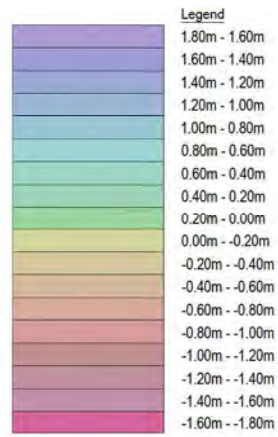 Legend
1.80m - 1.60m
1.60m - 1.40m
1.40m - 1.20m
1.20m - 1.00m
1.00m - 0.80m
0.80m - 0.60m
0.60m - 0.40m
0.40m - 0.20m
0.20m - 0.00m
0.00m - -0.20m
-0.20m - -0.40m
-0.40m - -0.60m
-0.60m - -0.80m
-0.80m - -1.00m
-1.00m - -1.20m
-1.20m - -1.40m
-1.40m - -1.60m
-1.60m - -1.80m